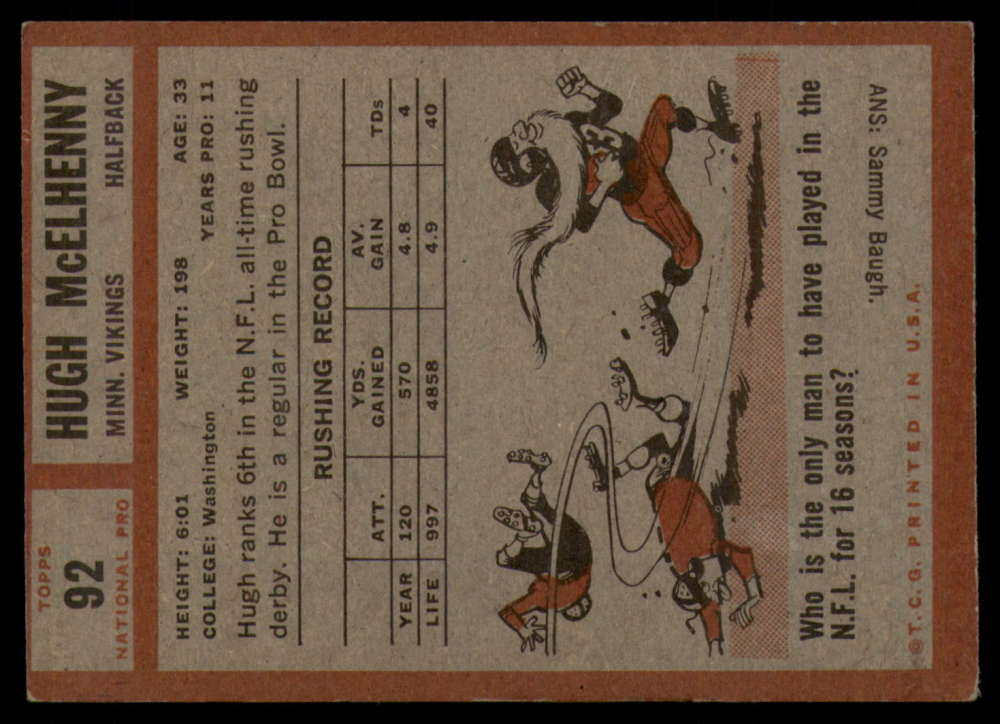 TOPPS
92
NATIONAL PRO
HUGH McELHENNY
MINN. VIKINGS HALFBACK
HEIGHT: 6:01 WEIGHT: 198 AGE: 33
COLLEGE: Washington YEARS PRO: 11
Hugh ranks 6th in the N.F.L. all-time rushing
derby. He is a regular in the Pro Bowl.
RUSHING RECORD
ATT. YDS. GAINED AV. GAIN TDs
YEAR 120 570 4.8 4
LIFE 997 4858 4.9 40
Who is the only man to have played in the
N.F.L. for 16 seasons?
ANS: Sammy Baugh.
©T.C.G. PRINTED IN U.S.A.